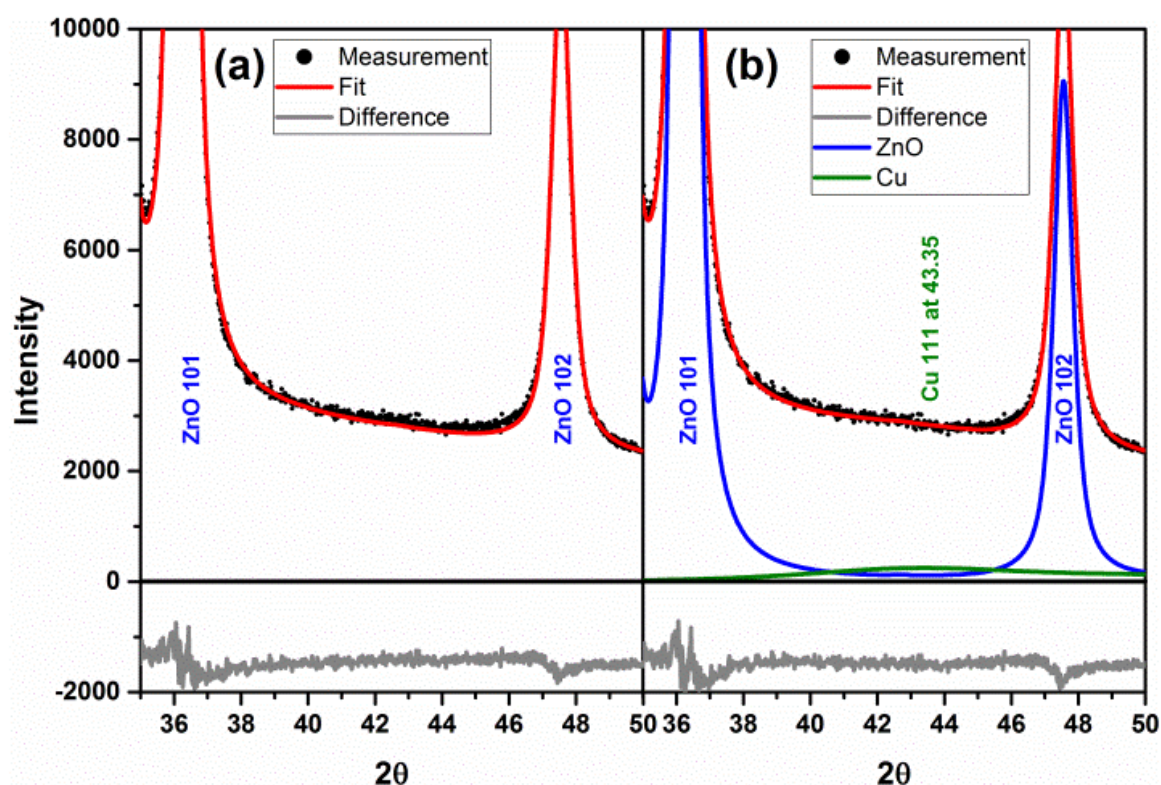 10000
8000
6000
4000
2000
0
-2000
Intensity
(a)
Measurement
Fit
Difference
ZnO 101
ZnO 102
36
38
40
42
44
46
48
50
2θ
(b)
Measurement
Fit
Difference
ZnO
Cu
ZnO 101
Cu 111 at 43.35
ZnO 102
36
38
40
42
44
46
48
50
2θ